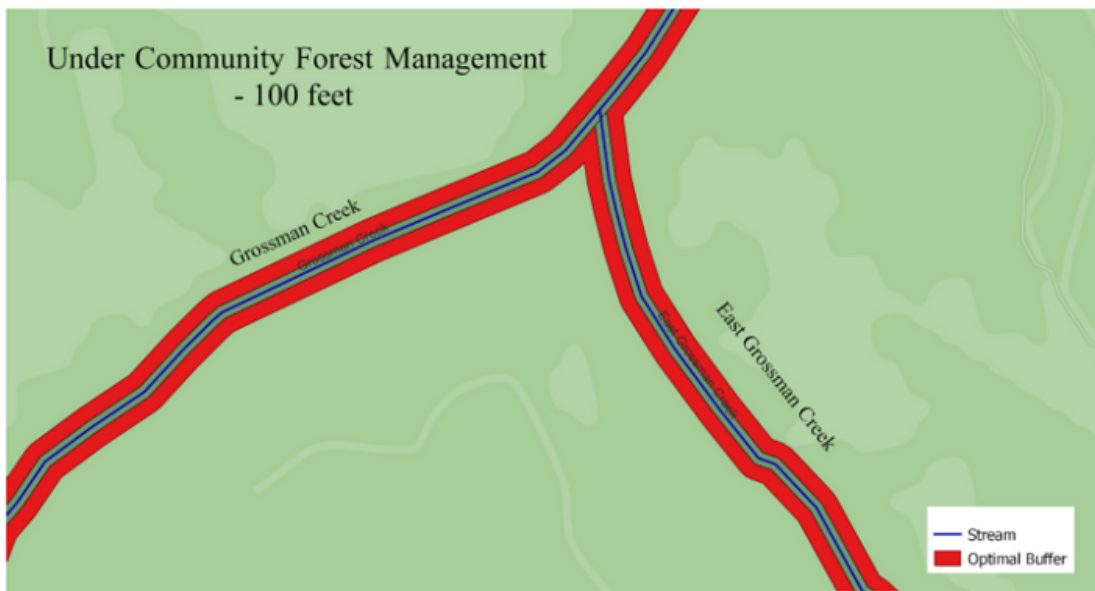 Under Community Forest Management
- 100 feet
Grossman Creek
Grossman Creek
East Grossman Creek
East Grossman Creek
Stream
Optimal Buffer